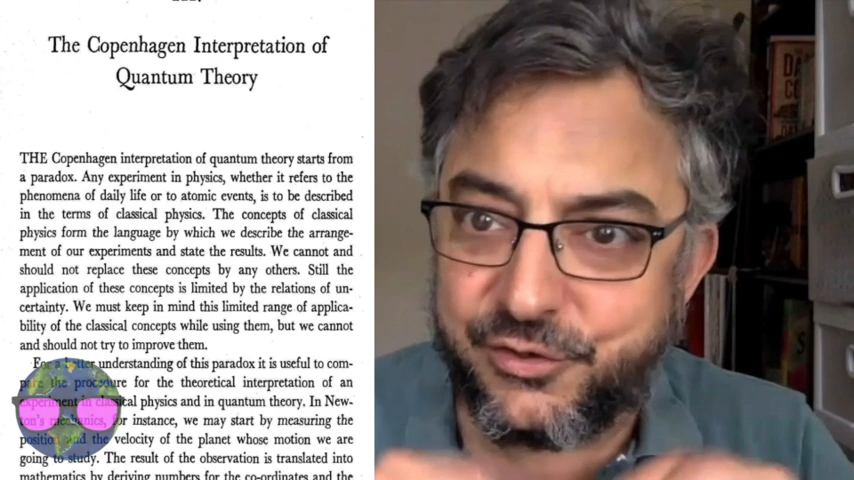 The Copenhagen Interpretation of
Quantum Theory
THE Copenhagen interpretation of quantum theory starts from
a paradox. Any experiment in physics, whether it refers to the
phenomena of daily life or to atomic events, is to be described
in the terms of classical physics. The concepts of classical
physics form the language by which we describe the arrange-
ment of our experiments and state the results. We cannot and
should not replace these concepts by any others. Still the
application of these concepts is limited by the relations of un-
certainty. We must keep in mind this limited range of applica-
bility of the classical concepts while using them, but we cannot
and should not try to improve them.
For a better understanding of this paradox it is useful to com-
pare the procedure for the theoretical interpretation of an
experiment in classical physics and in quantum theory. In New-
ton's mechanics, for instance, we may start by measuring the
position and the velocity of the planet whose motion we are
going to study. The result of the observation is translated into
mathematics by deriving numbers for the co-ordinates and the